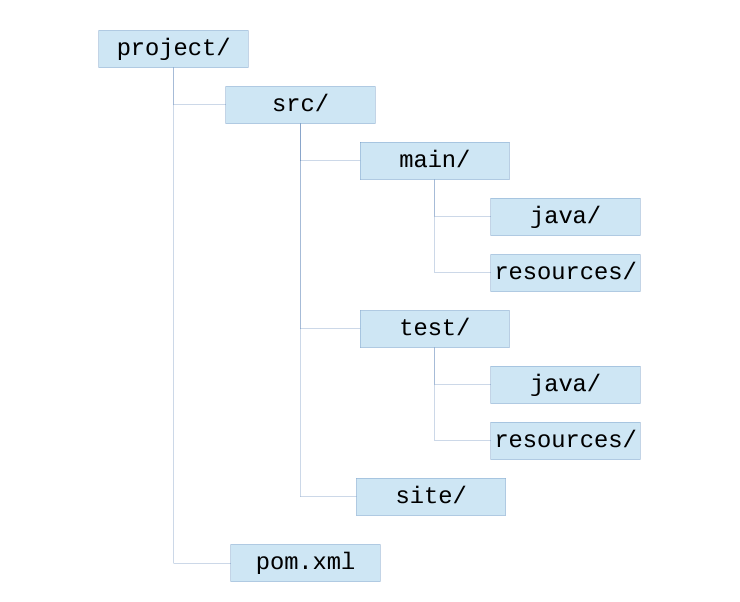 project/
src/
main/
java/
resources/
test/
java/
resources/
site/
pom.xml